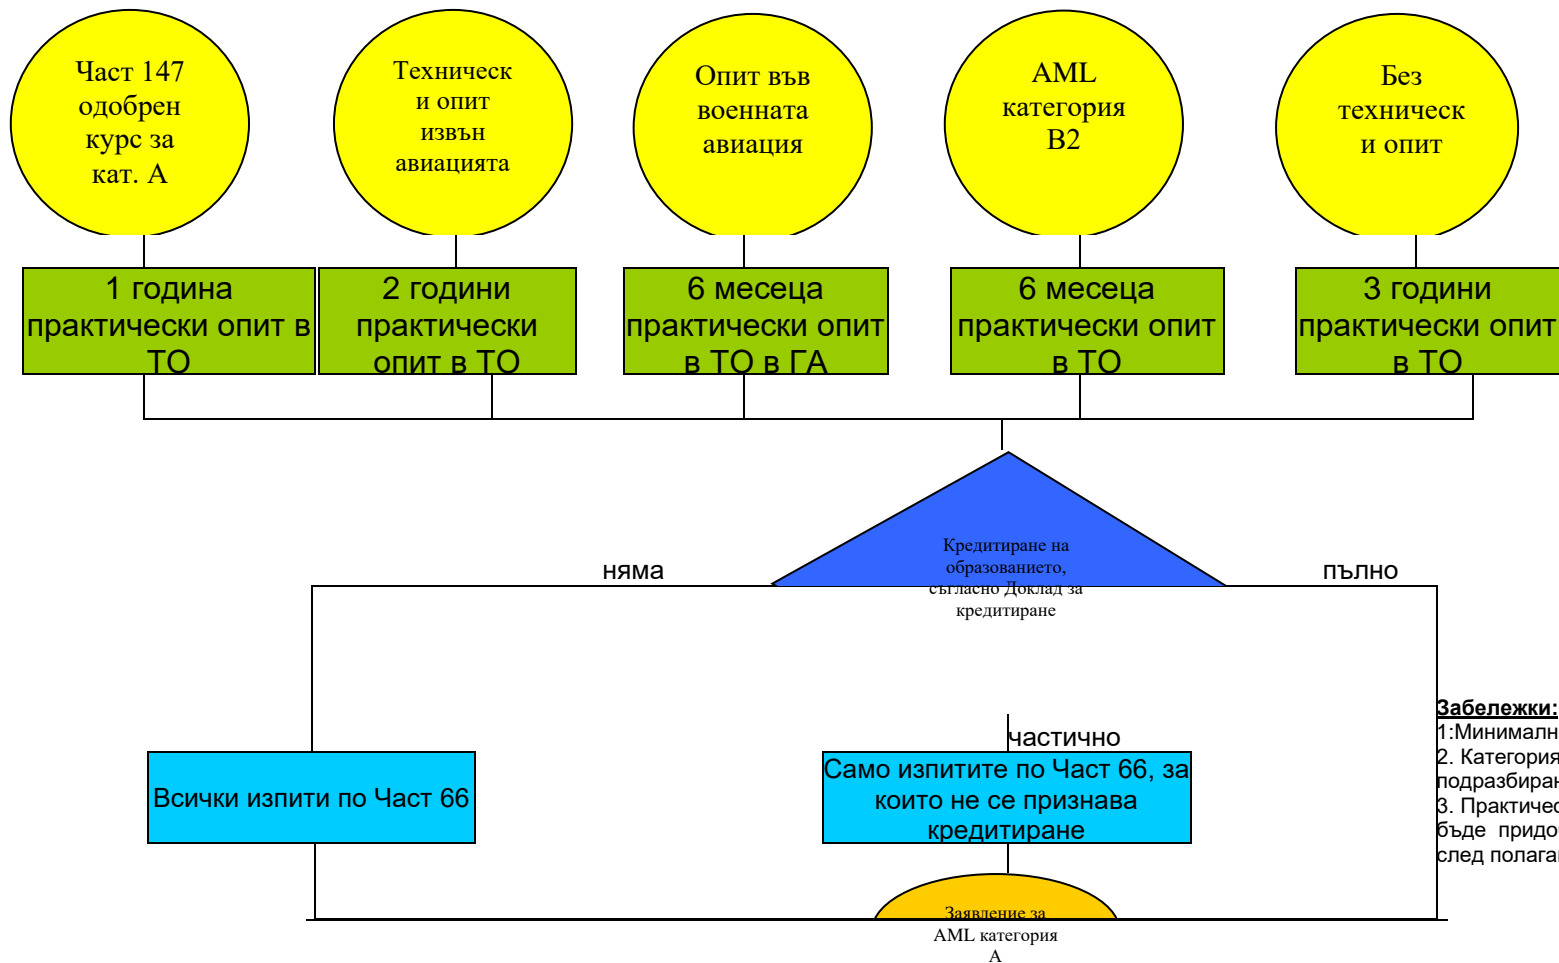 Част 147
одобрен
курс за
кат. А
Техническ
и опит
извън
авиацията
Опит във
военната
авиация
AML
категория
B2
Без
техническ
и опит
1 година
практически опит в
ТО
2 години
практически
опит в ТО
6 месеца
практически опит
в ТО в ГА
6 месеца
практически опит
в ТО
3 години
практически опит
в ТО
Кредитиране на
образованието,
съгласно Доклад за
кредитиране
няма
пълно
частично
Всички изпити по Част 66
Само изпитите по Част 66, за
които не се признава
кредитиране
Забележки:
1:Минималн
2. Категория
подразбиран
3. Практичес
бъде придо
след полага
Заявление за
AML категория
А